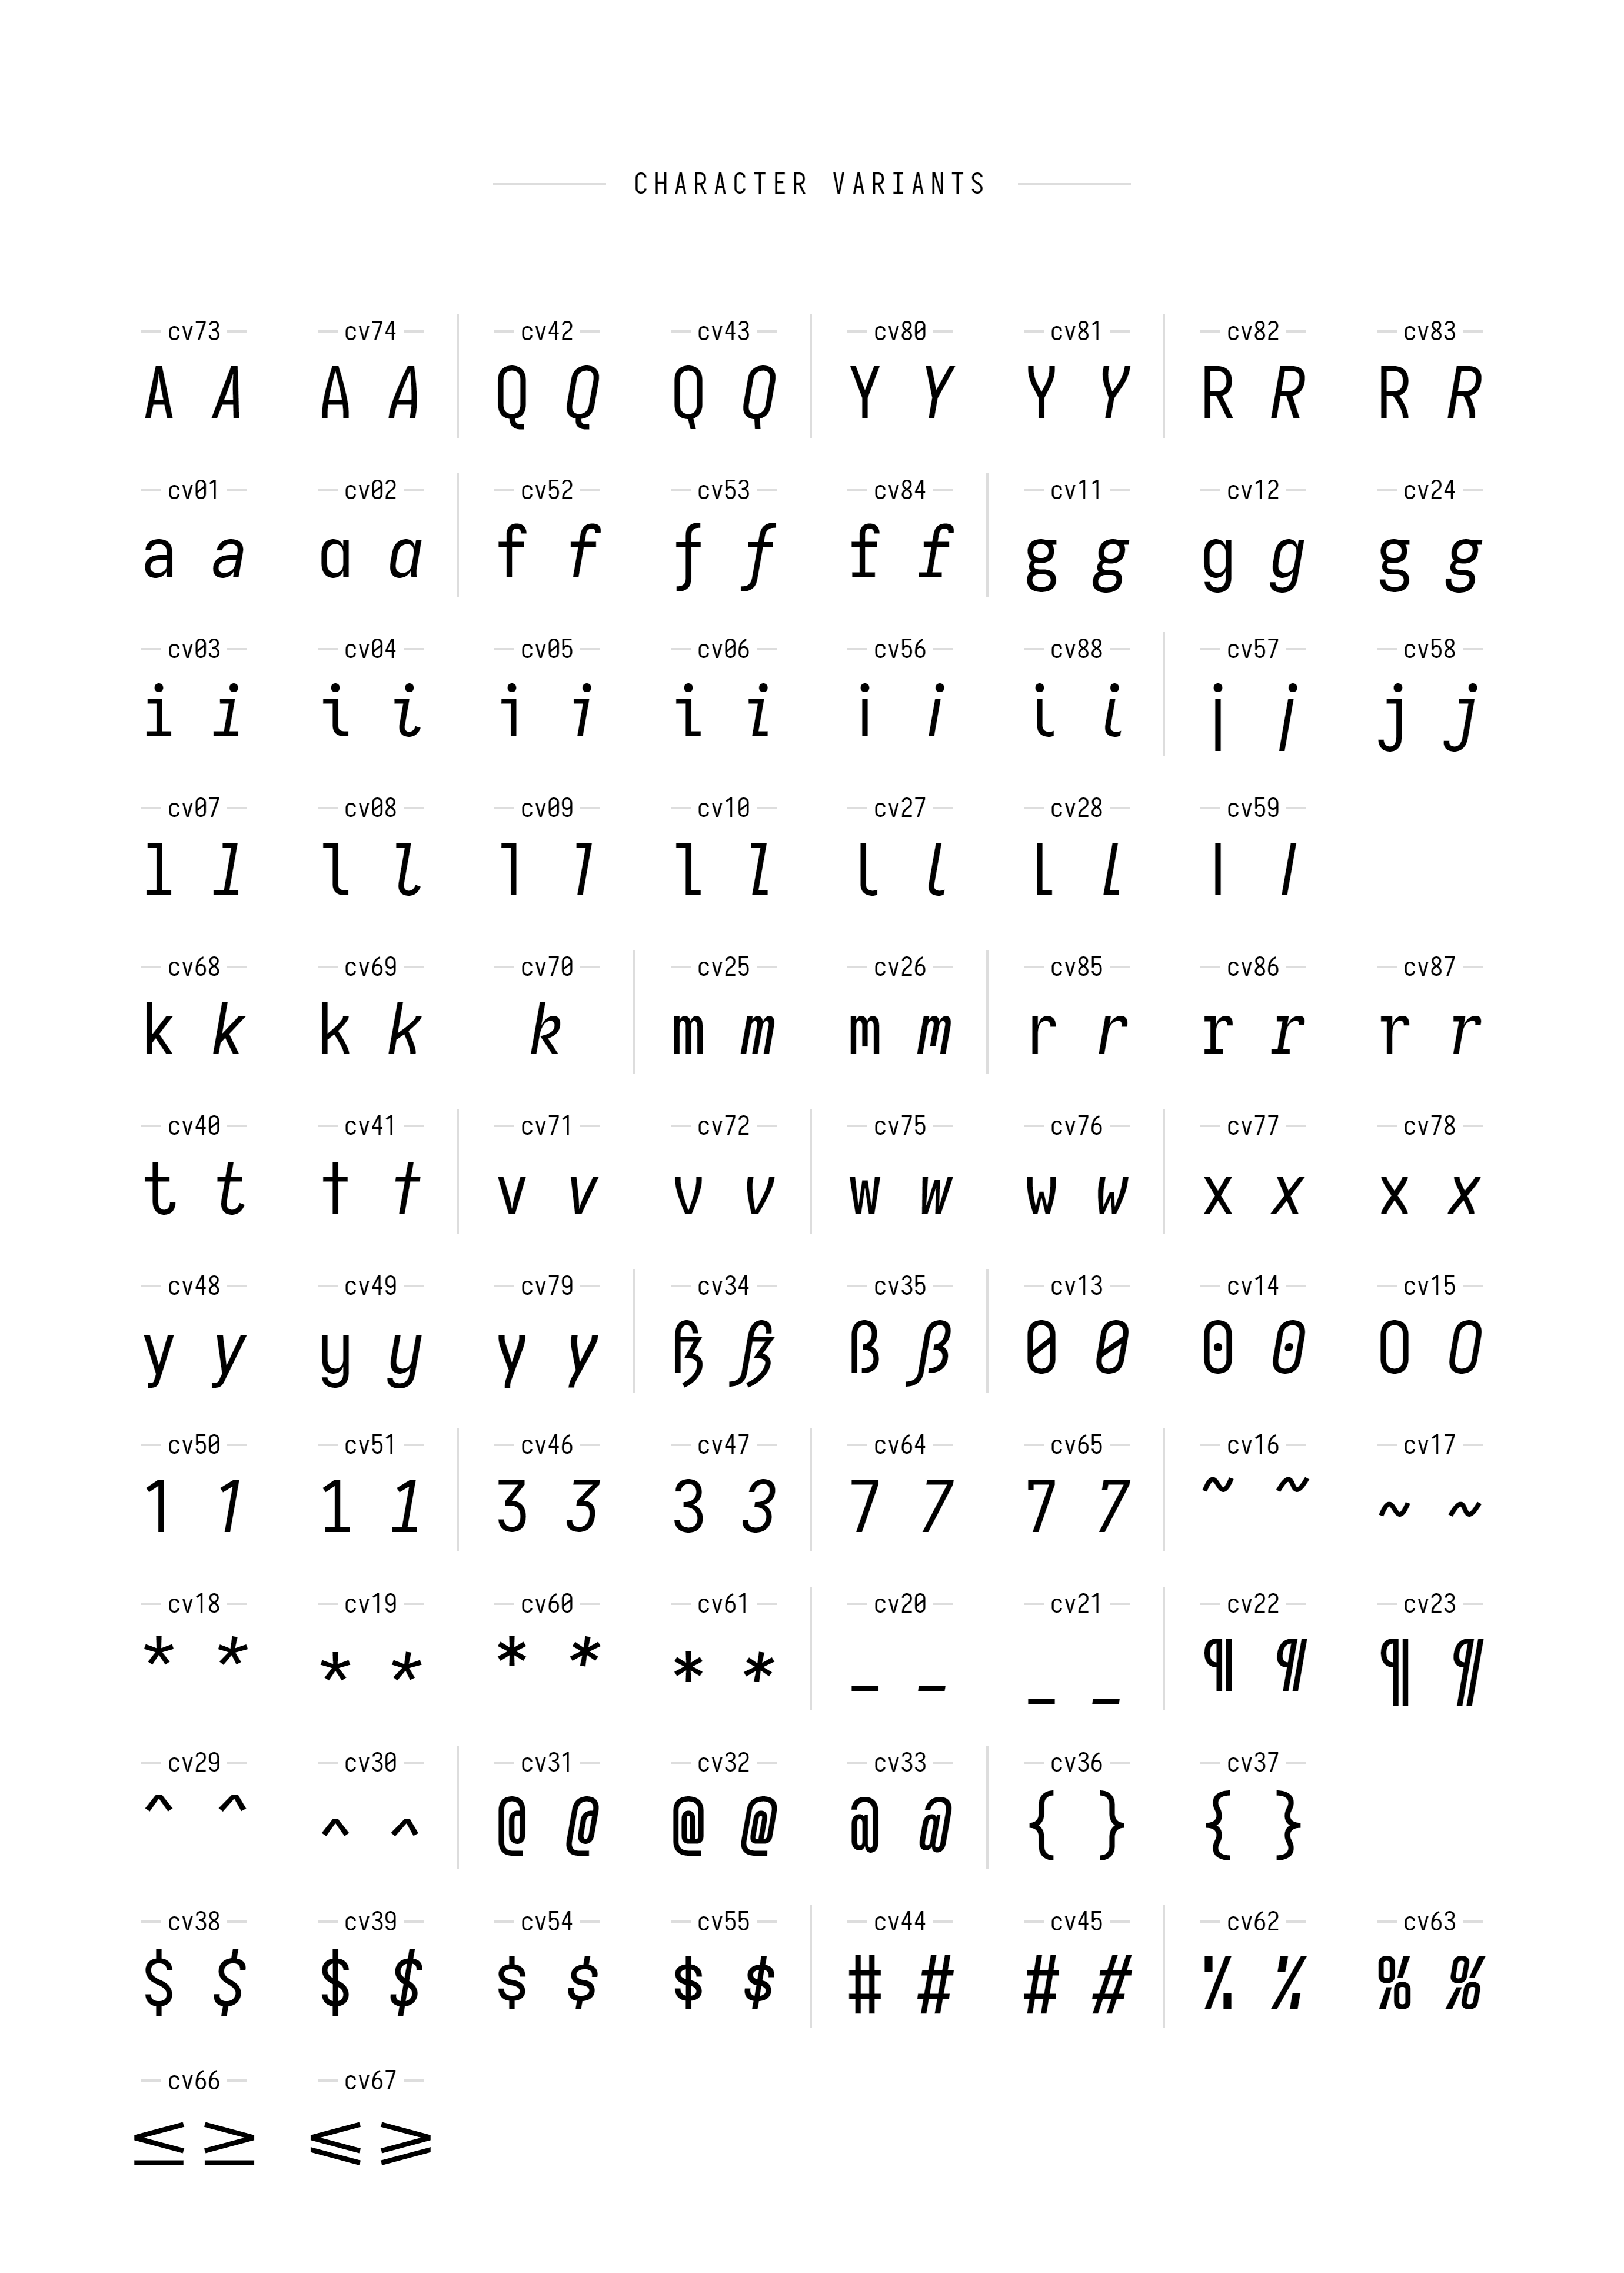 CHARACTER VARIANTS
cv73 cv74 cv42 cv43 cv80 cv81 cv82 cv83
A A A A Q Q Q Q Y Y Y Y R R R R
cv01 cv02 cv52 cv53 cv84 cv11 cv12 cv24
a a a a f f f f f f g g g g g g
cv03 cv04 cv05 cv06 cv56 cv88 cv57 cv58
i i i i i i i i i i i i j j j j
cv07 cv08 cv09 cv10 cv27 cv28 cv59
l l l l l l l l l l l l l l
cv68 cv69 cv70 cv25 cv26 cv85 cv86 cv87
k k k k k m m m m r r r r r r
cv40 cv41 cv71 cv72 cv75 cv76 cv77 cv78
t t t t v v v v w w w w x x x x
cv48 cv49 cv79 cv34 cv35 cv13 cv14 cv15
y y y y y y ß ß ß ß 0 0 0 0 0 0
cv50 cv51 cv46 cv47 cv64 cv65 cv16 cv17
1 1 1 1 3 3 3 3 7 7 7 7 ~ ~ ~ ~
cv18 cv19 cv60 cv61 cv20 cv21 cv22 cv23
* * * * * * * * _ _ _ _ ¶ ¶ ¶ ¶
cv29 cv30 cv31 cv32 cv33 cv36 cv37
^ ^ ^ ^ @ @ @ @ @ @ { } { }
cv38 cv39 cv54 cv55 cv44 cv45 cv62 cv63
$ $ $ $ $ $ $ $ # # # # % % % %
cv66 cv67
≤ ≥ ⩽ ⩾